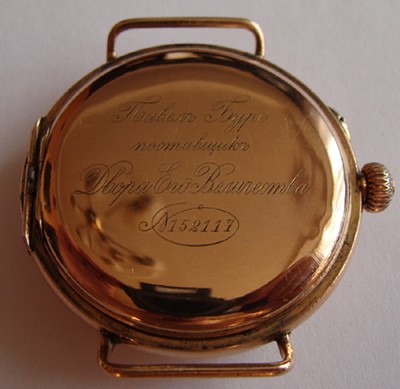 Павелъ Буре
поставщикъ
Двора Его Величества
№152117